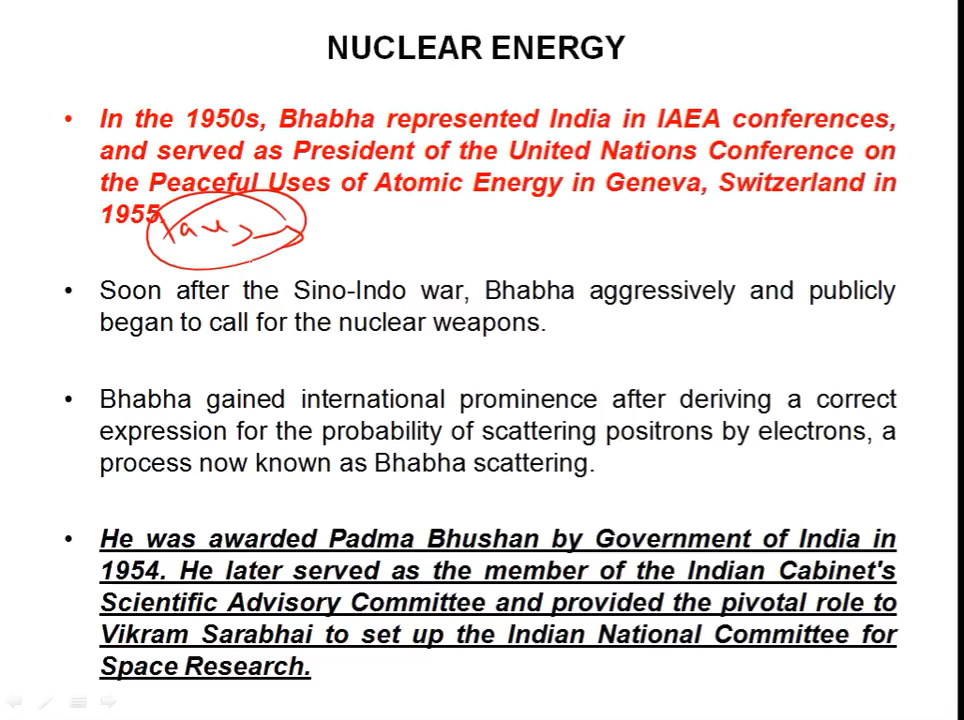 NUCLEAR ENERGY
• In the 1950s, Bhabha represented India in IAEA conferences,
and served as President of the United Nations Conference on
the Peaceful Uses of Atomic Energy in Geneva, Switzerland in
1955.
• Soon after the Sino-Indo war, Bhabha aggressively and publicly
began to call for the nuclear weapons.
• Bhabha gained international prominence after deriving a correct
expression for the probability of scattering positrons by electrons, a
process now known as Bhabha scattering.
• He was awarded Padma Bhushan by Government of India in
1954. He later served as the member of the Indian Cabinet's
Scientific Advisory Committee and provided the pivotal role to
Vikram Sarabhai to set up the Indian National Committee for
Space Research.